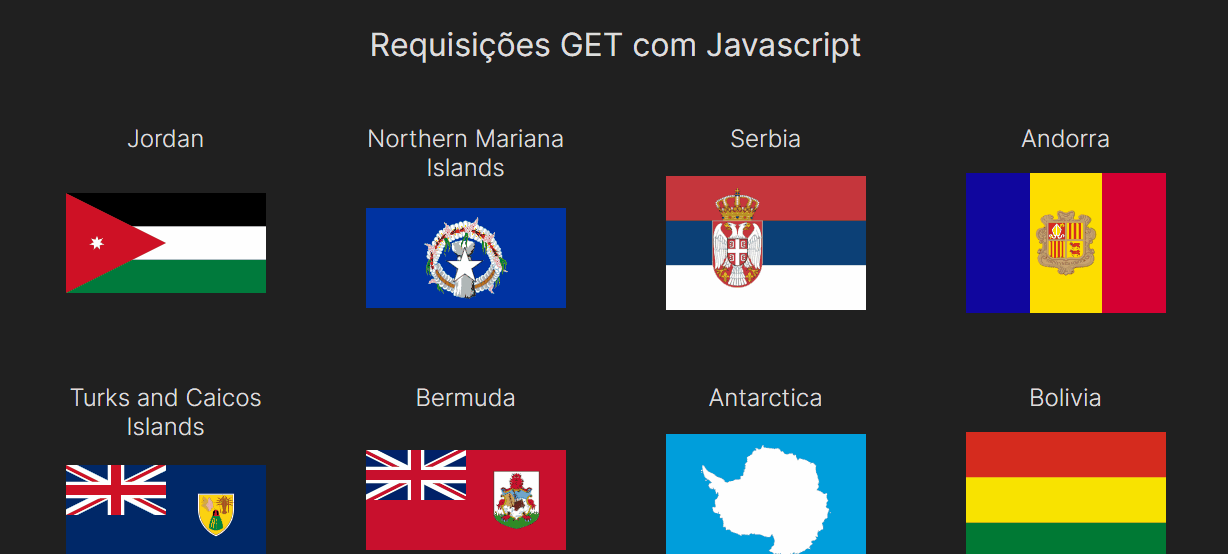 Requisições GET com Javascript
Jordan
Northern Mariana
Islands
Serbia
Andorra
Turks and Caicos
Islands
Bermuda
Antarctica
Bolivia